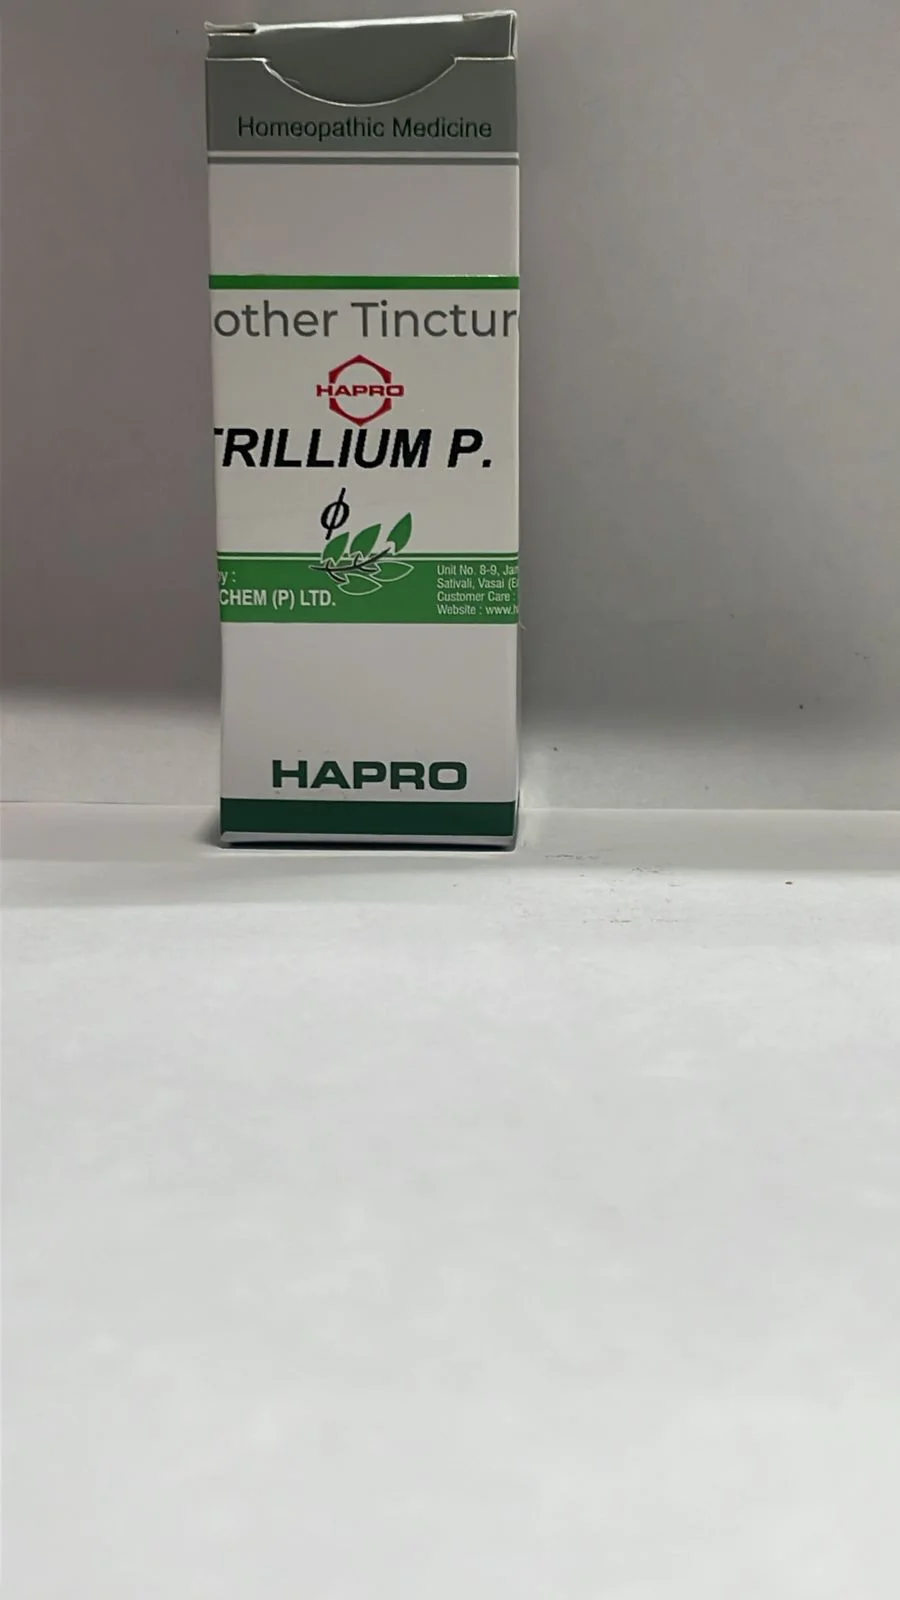 Homeopathic Medicine
other Tinctur
HAPRO
TRILLIUM P.
ϕ
y :
CHEM (P) LTD.
Unit No. 8-9, Jan
Sativali, Vasai (E
Customer Care :
Website : www.h
HAPRO